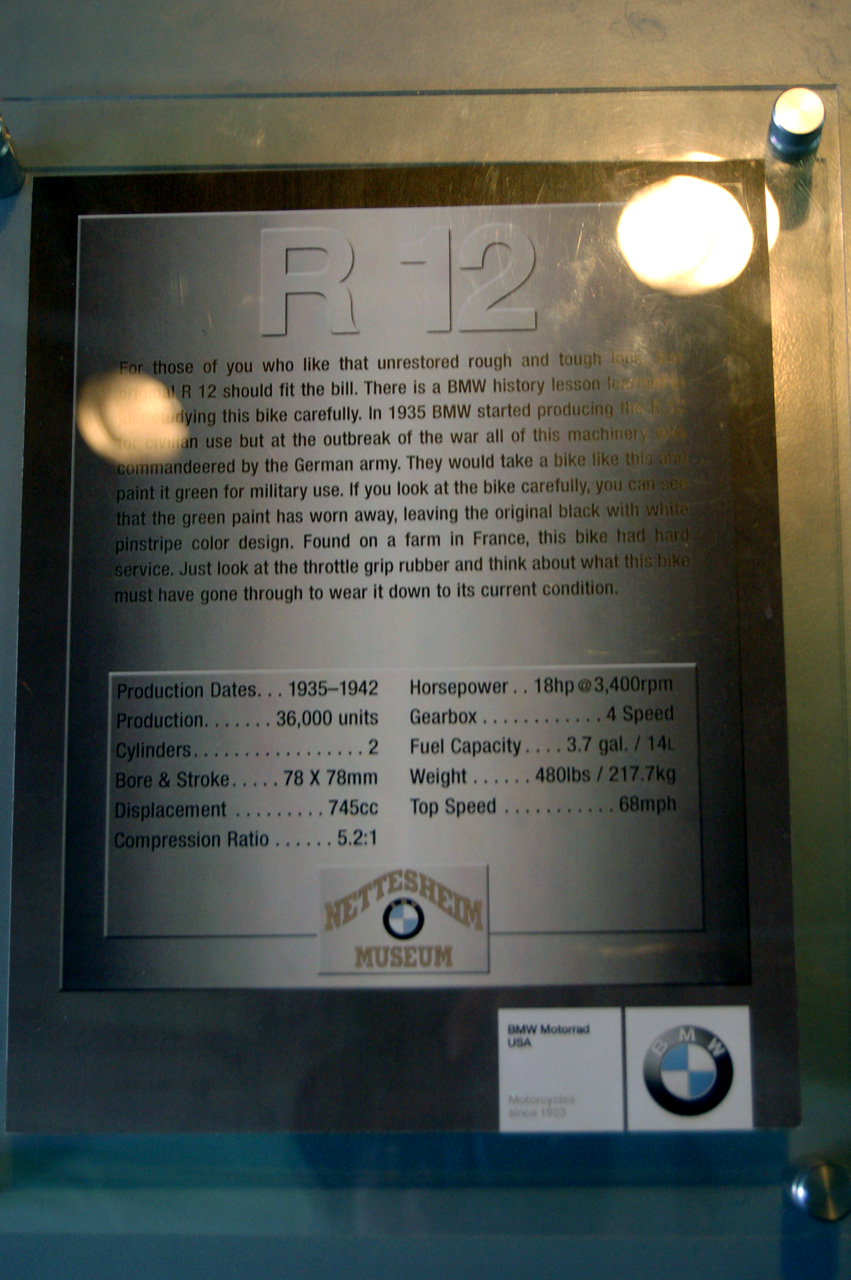 R 12
For those of you who like that unrestored rough and tough
R 12 should fit the bill. There is a BMW history lesson
this bike carefully. In 1935 BMW started producing the
use but at the outbreak of the war all of this machinery
commandeered by the German army. They would take a bike like this and
paint it green for military use. If you look at the bike carefully, you can see
that the green paint has worn away, leaving the original black with white
pinstripe color design. Found on a farm in France, this bike had hard
service. Just look at the throttle grip rubber and think about what this bike
must have gone through to wear it down to its current condition.
Production Dates. . . 1935–1942
Production. . . . . . . 36,000 units
Cylinders. . . . . . . . . . . . . . . . . 2
Bore & Stroke. . . . . 78 X 78mm
Displacement . . . . . . . . . 745cc
Compression Ratio . . . . . . 5.2:1
Horsepower . . 18hp@3,400rpm
Gearbox . . . . . . . . . . . . 4 Speed
Fuel Capacity . . . . 3.7 gal. / 14L
Weight . . . . . . 480lbs / 217.7kg
Top Speed . . . . . . . . . . . 68mph
NETTESHEIM
MUSEUM
BMW Motorrad
USA
Motorcycles
since 1923
BMW